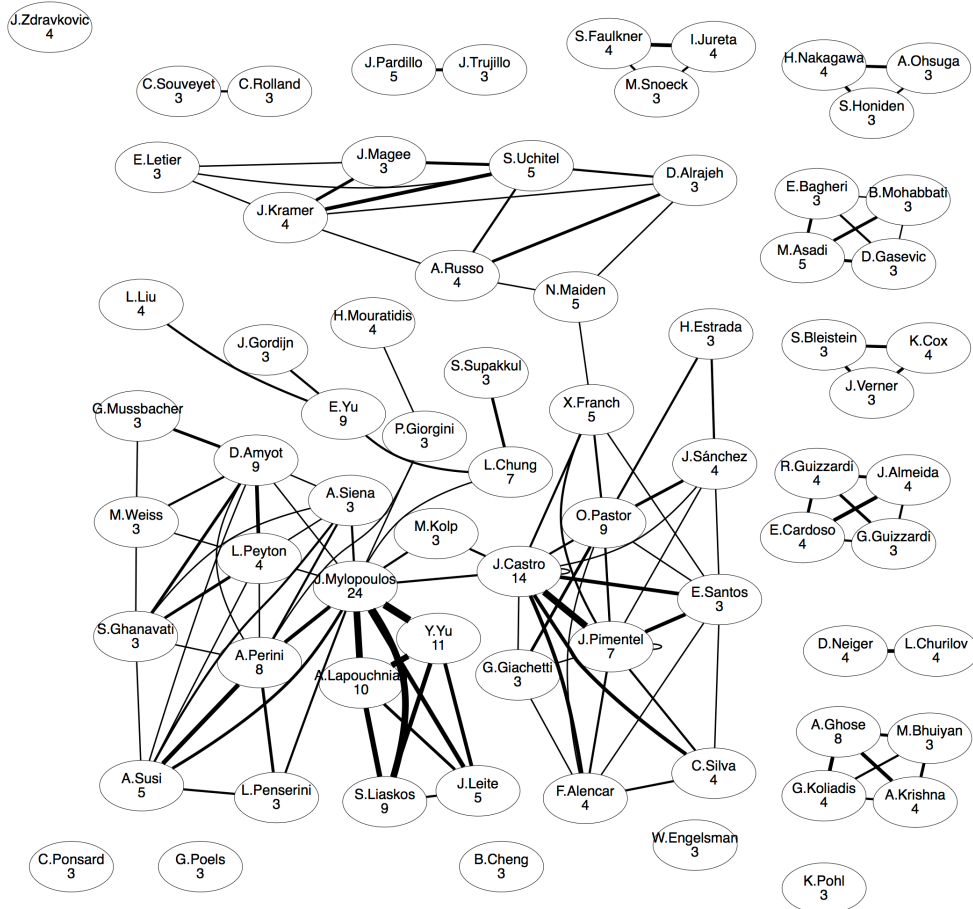 J.Zdravkovic
4
S.Faulkner
4
I.Jureta
4
M.Snoeck
3
J.Pardillo
5
J.Trujillo
3
C.Souveyet
3
C.Rolland
3
H.Nakagawa
4
A.Ohsuga
3
S.Honiden
3
E.Letier
3
J.Magee
3
S.Uchitel
5
D.Alrajeh
3
J.Kramer
4
A.Russo
4
N.Maiden
5
E.Bagheri
3
B.Mohabbati
3
M.Asadi
5
D.Gasevic
3
L.Liu
4
J.Gordijn
3
H.Mouratidis
4
H.Estrada
3
S.Bleistein
3
K.Cox
4
J.Verner
3
S.Supakkul
3
G.Mussbacher
3
E.Yu
9
P.Giorgini
3
X.Franch
5
D.Amyot
9
L.Chung
7
J.Sánchez
4
R.Guizzardi
4
J.Almeida
4
E.Cardoso
4
G.Guizzardi
3
A.Siena
3
M.Weiss
3
M.Kolp
3
O.Pastor
9
L.Peyton
4
J.Mylopoulos
24
J.Castro
14
E.Santos
3
S.Ghanavati
3
Y.Yu
11
J.Pimentel
7
A.Perini
8
A.Lapouchnia
10
G.Giachetti
3
D.Neiger
4
L.Churilov
4
A.Ghose
8
M.Bhuiyan
3
G.Koliadis
4
A.Krishna
4
A.Susi
5
L.Penserini
3
S.Liaskos
9
J.Leite
5
F.Alencar
4
C.Silva
4
W.Engelsman
3
C.Ponsard
3
G.Poels
3
B.Cheng
3
K.Pohl
3